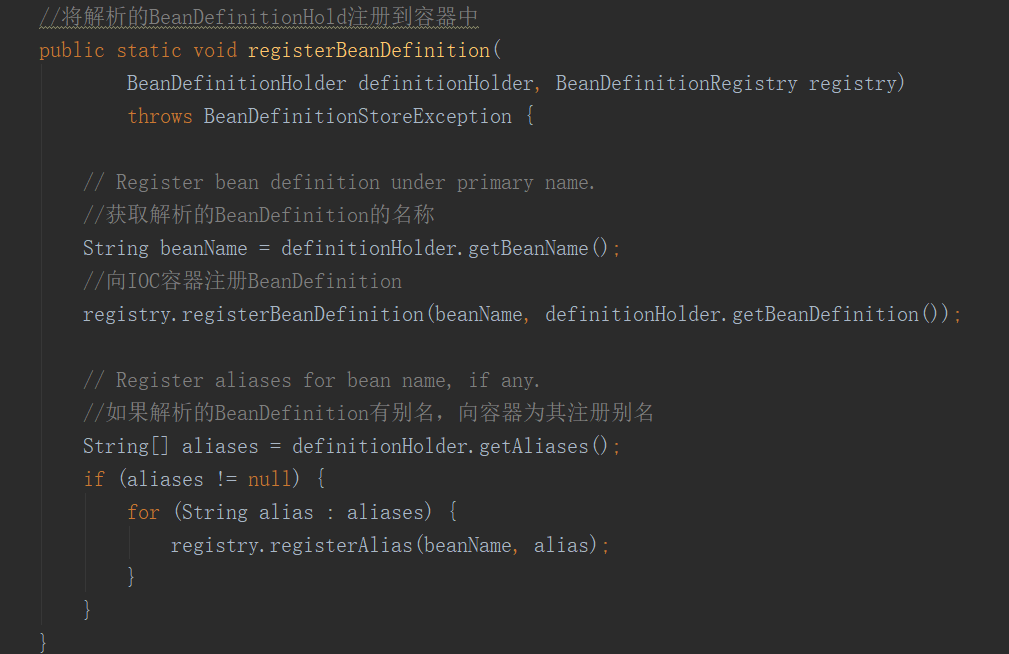 //将解析的BeanDefinitionHold注册到容器中
public static void registerBeanDefinition(
BeanDefinitionHolder definitionHolder, BeanDefinitionRegistry registry)
throws BeanDefinitionStoreException {
// Register bean definition under primary name.
//获取解析的BeanDefinition的名称
String beanName = definitionHolder.getBeanName();
//向IOC容器注册BeanDefinition
registry.registerBeanDefinition(beanName, definitionHolder.getBeanDefinition());
// Register aliases for bean name, if any.
//如果解析的BeanDefinition有别名，向容器为其注册别名
String[] aliases = definitionHolder.getAliases();
if (aliases != null) {
for (String alias : aliases) {
registry.registerAlias(beanName, alias);
}
}
}